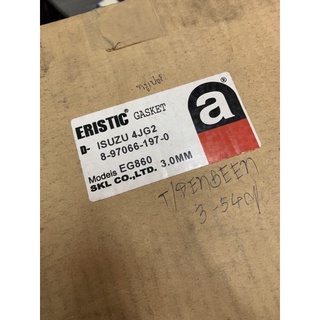 ERISTIC® GASKET
D- ISUZU 4JG2
8-97066-197-0
Models EG860 3.0MM
SKL CO.,LTD.
a®